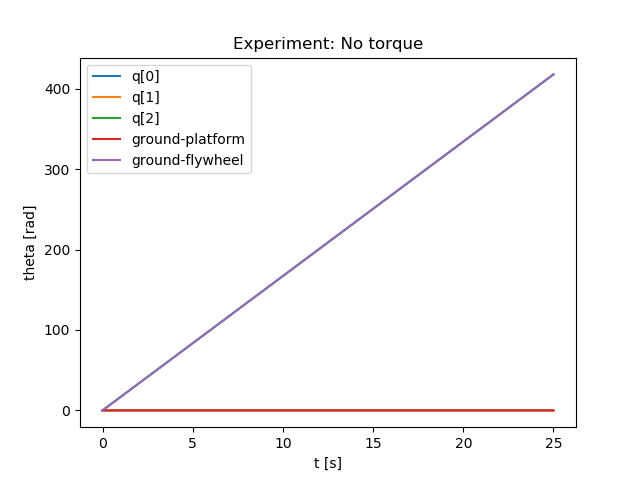 Experiment: No torque
q[0]
q[1]
q[2]
ground-platform
ground-flywheel
theta [rad]
400
300
200
100
0
0 5 10 15 20 25
t [s]